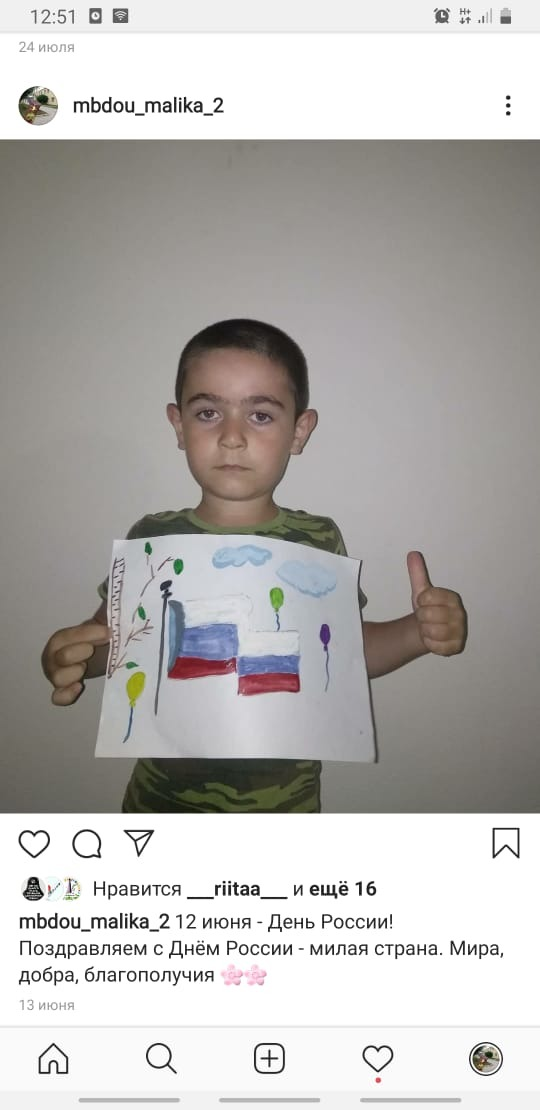 12:51
24 июля
mbdou_malika_2
Нравится ___riitaa___ и ещё 16
mbdou_malika_2 12 июня - День России!
Поздравляем с Днём России - милая страна. Мира,
добра, благополучия 🌸🌸
13 июня